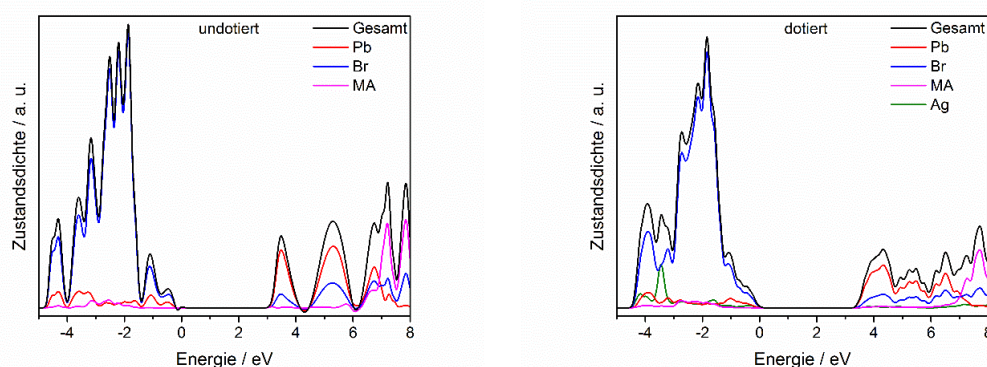 undotiert
Gesamt
Pb
Br
MA
Zustandsdichte / a. u.
-4 -2 0 2 4 6 8
Energie / eV
dotiert
Gesamt
Pb
Br
MA
Ag
Zustandsdichte / a. u.
-4 -2 0 2 4 6 8
Energie / eV